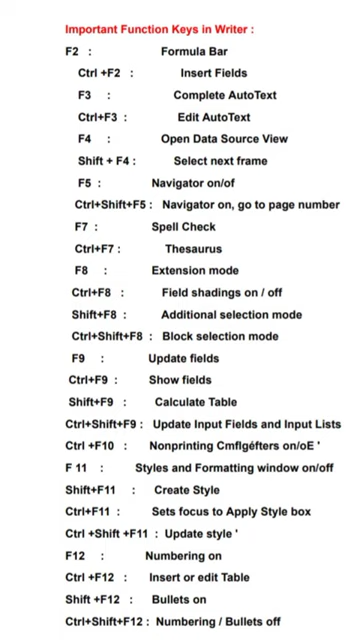 Important Function Keys in Writer :
F2 : Formula Bar
Ctrl +F2 : Insert Fields
F3 : Complete AutoText
Ctrl+F3 : Edit AutoText
F4 : Open Data Source View
Shift + F4 : Select next frame
F5 : Navigator on/of
Ctrl+Shift+F5 : Navigator on, go to page number
F7 : Spell Check
Ctrl+F7 : Thesaurus
F8 : Extension mode
Ctrl+F8 : Field shadings on / off
Shift+F8 : Additional selection mode
Ctrl+Shift+F8 : Block selection mode
F9 : Update fields
Ctrl+F9 : Show fields
Shift+F9 : Calculate Table
Ctrl+Shift+F9 : Update Input Fields and Input Lists
Ctrl +F10 : Nonprinting Cmflgéfters on/oE '
F 11 : Styles and Formatting window on/off
Shift+F11 : Create Style
Ctrl+F11 : Sets focus to Apply Style box
Ctrl +Shift +F11 : Update style '
F12 : Numbering on
Ctrl +F12 : Insert or edit Table
Shift +F12 : Bullets on
Ctrl+Shift+F12 : Numbering / Bullets off